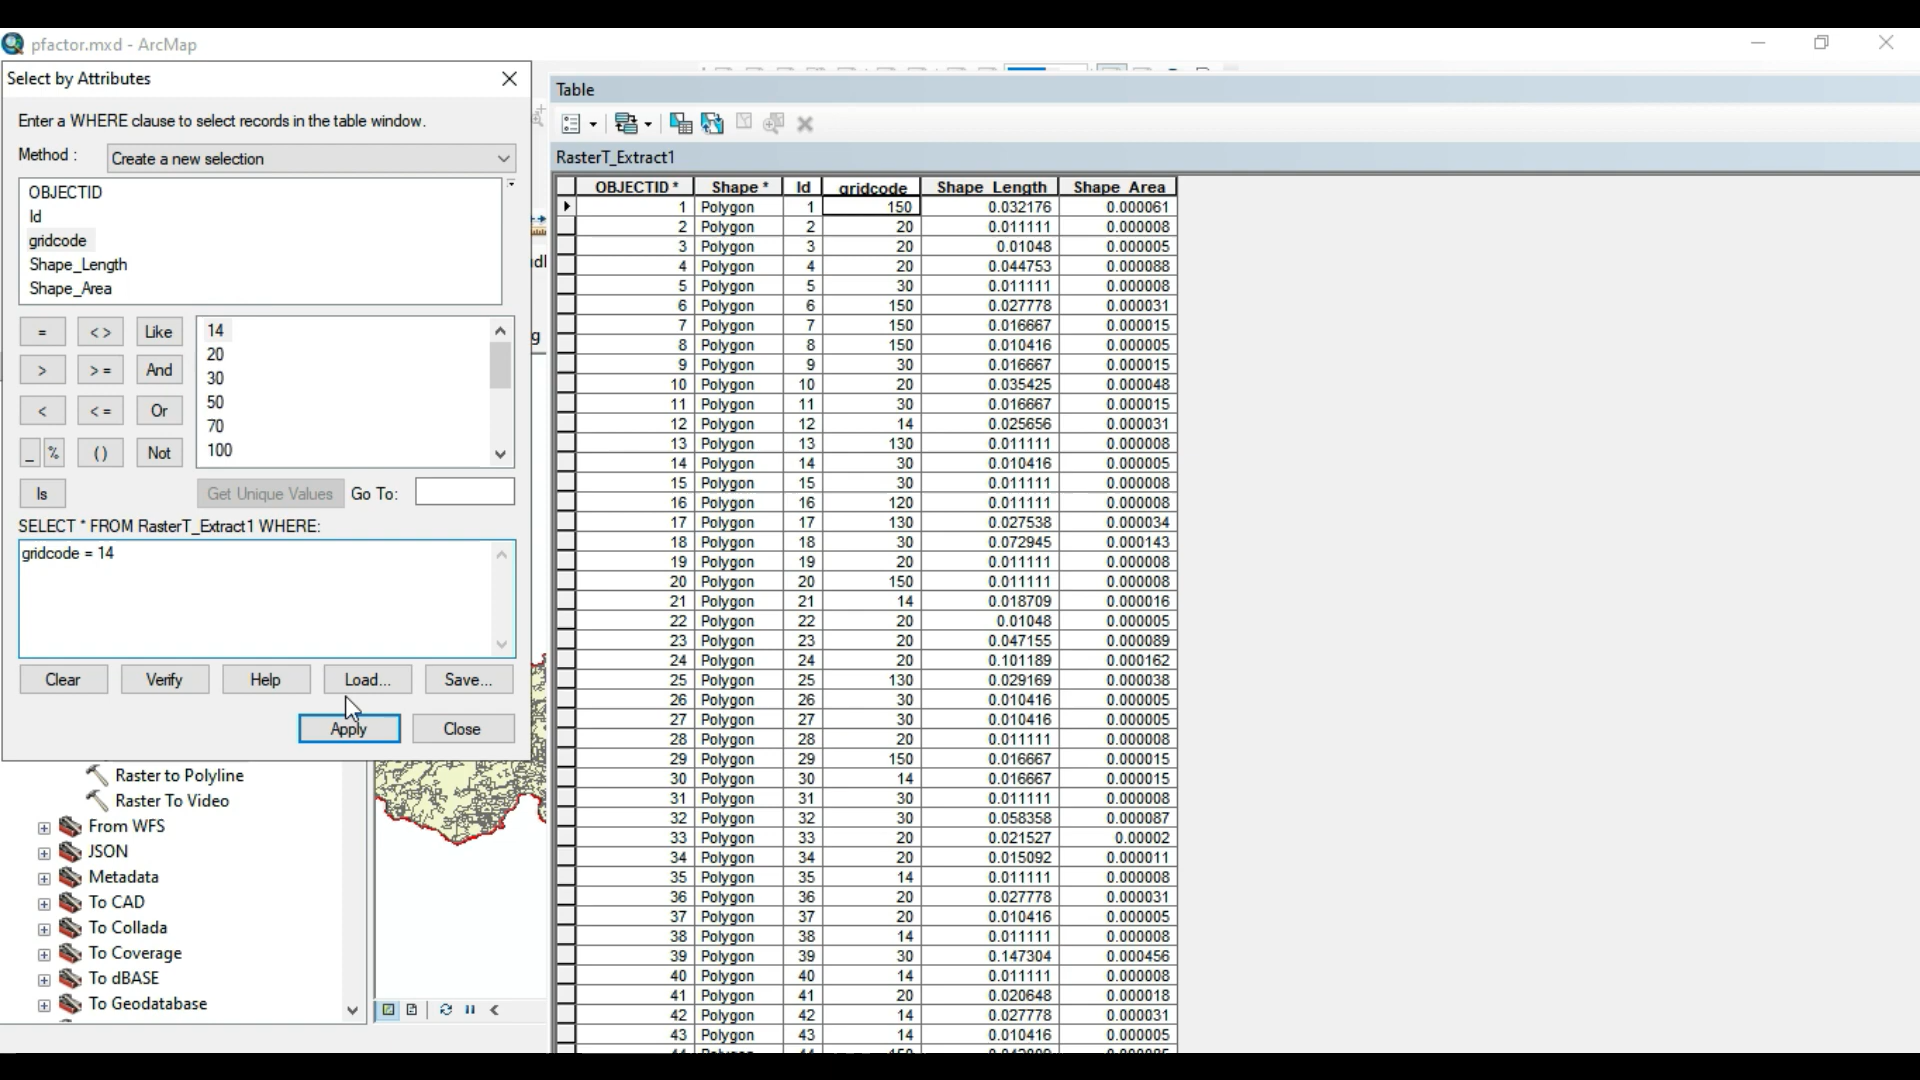 pfactor.mxd - ArcMap
Select by Attributes
Enter a WHERE clause to select records in the table window.
Method :
Create a new selection
OBJECTID
Id
gridcode
Shape_Length
Shape_Area
= <> Like
> >= And
< <= Or
_ % () Not
Is
14
20
30
50
70
100
Get Unique Values Go To:
SELECT * FROM RasterT_Extract1 WHERE:
gridcode = 14
Clear Verify Help Load... Save...
Apply Close
Raster to Polyline
Raster To Video
From WFS
JSON
Metadata
To CAD
To Collada
To Coverage
To dBASE
To Geodatabase
Table
RasterT_Extract1
OBJECTID * Shape * Id gridcode Shape_Length Shape_Area
1 Polygon 1 150 0.032176 0.000061
2 Polygon 2 20 0.011111 0.000008
3 Polygon 3 20 0.01048 0.000005
4 Polygon 4 20 0.044753 0.000088
5 Polygon 5 30 0.011111 0.000008
6 Polygon 6 150 0.027778 0.000031
7 Polygon 7 150 0.016667 0.000015
8 Polygon 8 150 0.010416 0.000005
9 Polygon 9 30 0.016667 0.000015
10 Polygon 10 20 0.035425 0.000048
11 Polygon 11 30 0.016667 0.000015
12 Polygon 12 14 0.025656 0.000031
13 Polygon 13 130 0.011111 0.000008
14 Polygon 14 30 0.010416 0.000005
15 Polygon 15 30 0.011111 0.000008
16 Polygon 16 120 0.011111 0.000008
17 Polygon 17 130 0.027538 0.000034
18 Polygon 18 30 0.072945 0.000143
19 Polygon 19 20 0.011111 0.000008
20 Polygon 20 150 0.011111 0.000008
21 Polygon 21 14 0.018709 0.000016
22 Polygon 22 20 0.01048 0.000005
23 Polygon 23 20 0.047155 0.000089
24 Polygon 24 20 0.101189 0.000162
25 Polygon 25 130 0.029169 0.000038
26 Polygon 26 30 0.010416 0.000005
27 Polygon 27 30 0.010416 0.000005
28 Polygon 28 20 0.011111 0.000008
29 Polygon 29 150 0.016667 0.000015
30 Polygon 30 14 0.016667 0.000015
31 Polygon 31 30 0.011111 0.000008
32 Polygon 32 30 0.058358 0.000087
33 Polygon 33 20 0.021527 0.00002
34 Polygon 34 20 0.015092 0.000011
35 Polygon 35 14 0.011111 0.000008
36 Polygon 36 20 0.027778 0.000031
37 Polygon 37 20 0.010416 0.000005
38 Polygon 38 14 0.011111 0.000008
39 Polygon 39 30 0.147304 0.000456
40 Polygon 40 14 0.011111 0.000008
41 Polygon 41 20 0.020648 0.000018
42 Polygon 42 14 0.027778 0.000031
43 Polygon 43 14 0.010416 0.000005